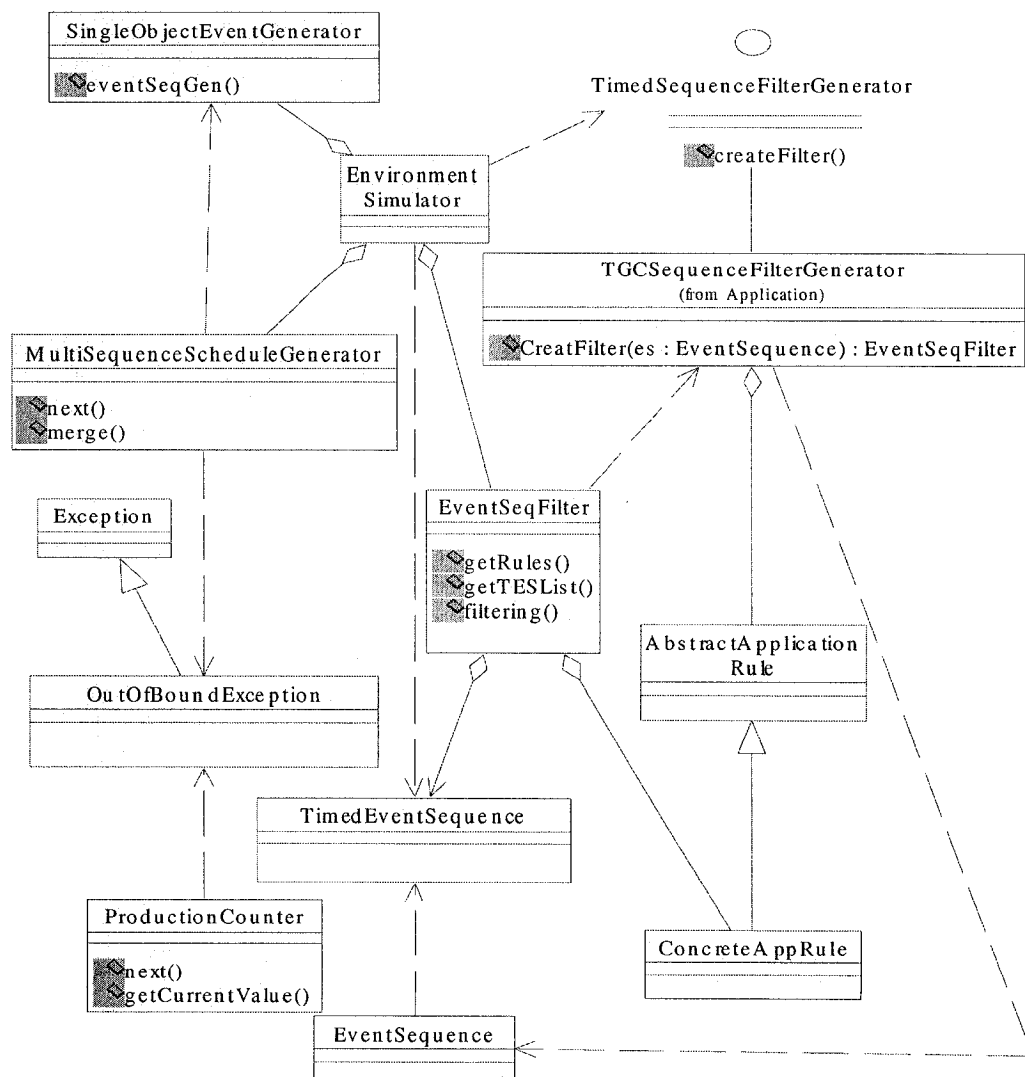 SingleObjectEventGenerator
eventSeqGen()
TimedSequenceFilterGenerator
createFilter()
Environment
Simulator
TGCSequenceFilterGenerator
(from Application)
CreatFilter(es : EventSequence) : EventSeqFilter
MultiSequenceScheduleGenerator
next()
merge()
Exception
EventSeqFilter
getRules()
getTESList()
filtering()
AbstractApplication
Rule
OutOfBoundException
TimedEventSequence
ProductionCounter
next()
getCurrentValue()
ConcreteAppRule
EventSequence